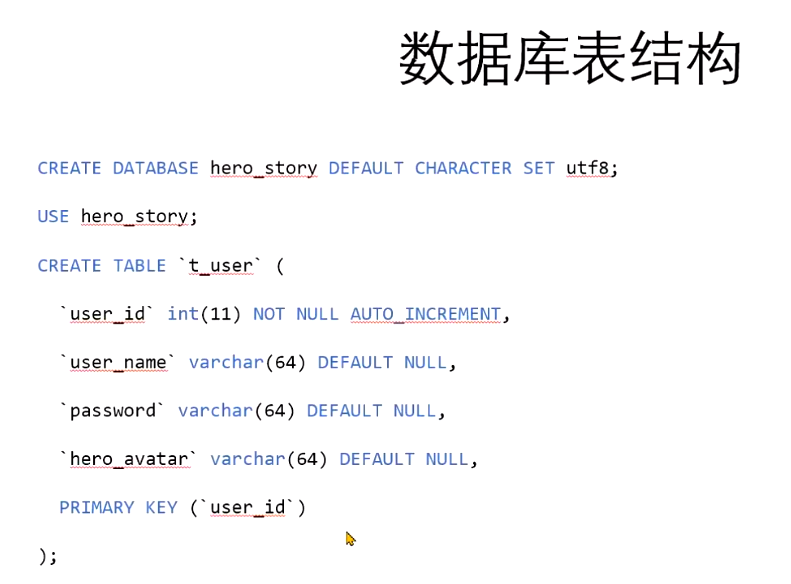 数据库表结构
CREATE DATABASE hero_story DEFAULT CHARACTER SET utf8;
USE hero_story;
CREATE TABLE `t_user` (
`user_id` int(11) NOT NULL AUTO_INCREMENT,
`user_name` varchar(64) DEFAULT NULL,
`password` varchar(64) DEFAULT NULL,
`hero_avatar` varchar(64) DEFAULT NULL,
PRIMARY KEY (`user_id`)
);